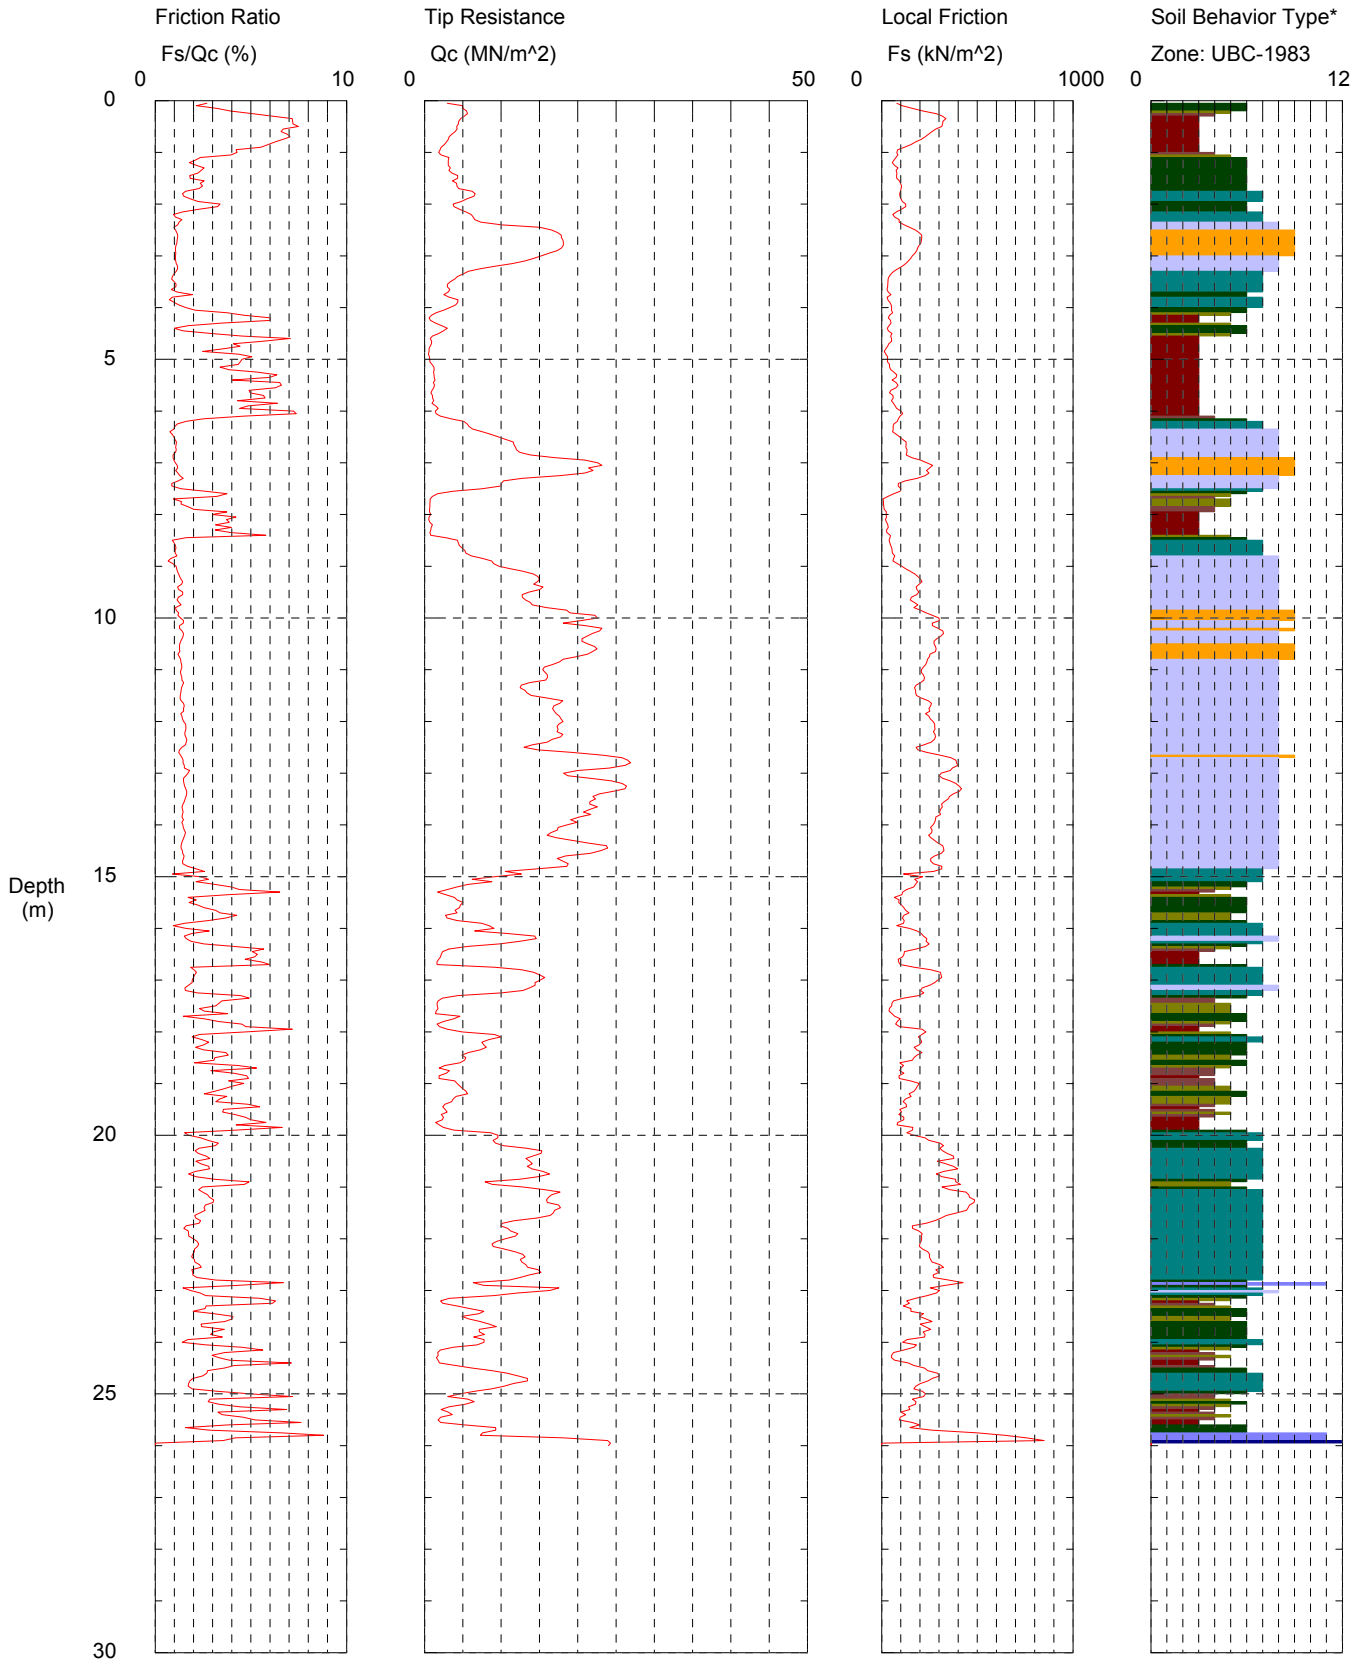 Friction Ratio
Tip Resistance
Local Friction
Soil Behavior Type*
Fs/Qc (%)
Qc (MN/m^2)
Fs (kN/m^2)
Zone: UBC-1983
0
10
0
50
0
1000
0
12
0
5
10
15
Depth
(m)
20
25
30